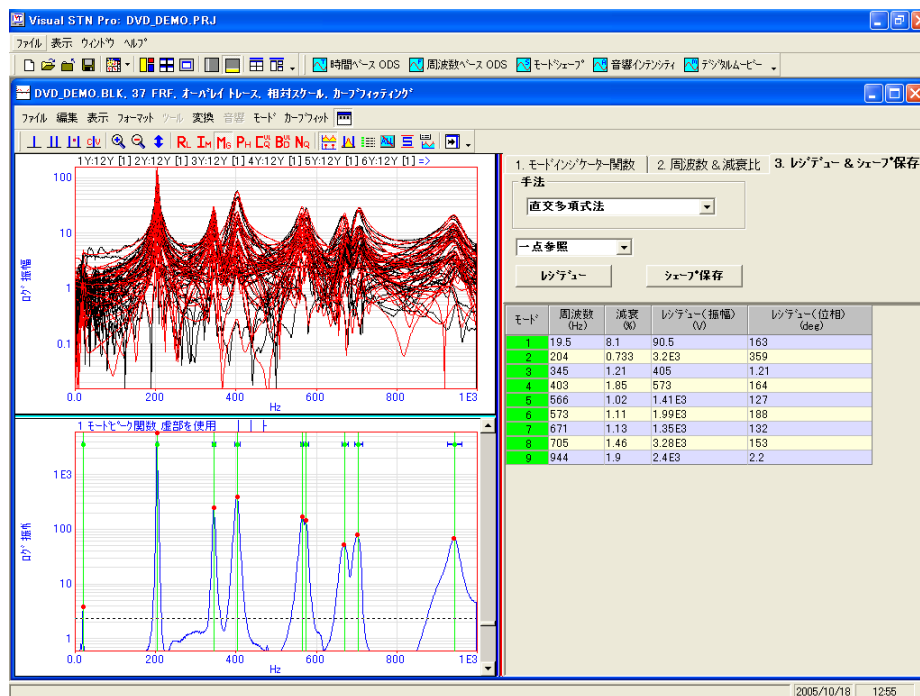 Visual STN Pro: DVD_DEMO.PRJ
ファイル 表示 ウィンドウ ヘルプ
時間ベース ODS 周波数ベース ODS モードシェープ 音響インテンシティ デジタルムービー
DVD_DEMO.BLK, 37 FRF, オーバレイ トレース, 相対スケール, カーブフィッティング
ファイル 編集 表示 フォーマット ツール 変換 音響 モード カーブフィット
RL IM MG PH NQ
1Y:12Y [1] 2Y:12Y [1] 3Y:12Y [1] 4Y:12Y [1] 5Y:12Y [1] 6Y:12Y [1] =>
100
10
1
0.1
ログ振幅
0.0 200 400 600 800 1E3
Hz
1 モードピーク関数 虚部を使用
1E3
100
10
1
ログ振幅
0.0 200 400 600 800 1E3
Hz
1. モードインジケーター関数 2. 周波数 & 減衰比 3. レジデュー & シェープ保存
手法
直交多項式法
一点参照
レジデュー シェープ保存
モード 周波数 (Hz) 減衰 (%) レジデュー(振幅) (V) レジデュー(位相) (deg)
1 19.5 8.1 90.5 163
2 204 0.733 3.2E3 359
3 345 1.21 405 1.21
4 403 1.85 573 164
5 566 1.02 1.41E3 127
6 573 1.11 1.99E3 188
7 671 1.13 1.35E3 132
8 705 1.46 3.28E3 153
9 944 1.9 2.4E3 2.2
2005/10/18 12:55